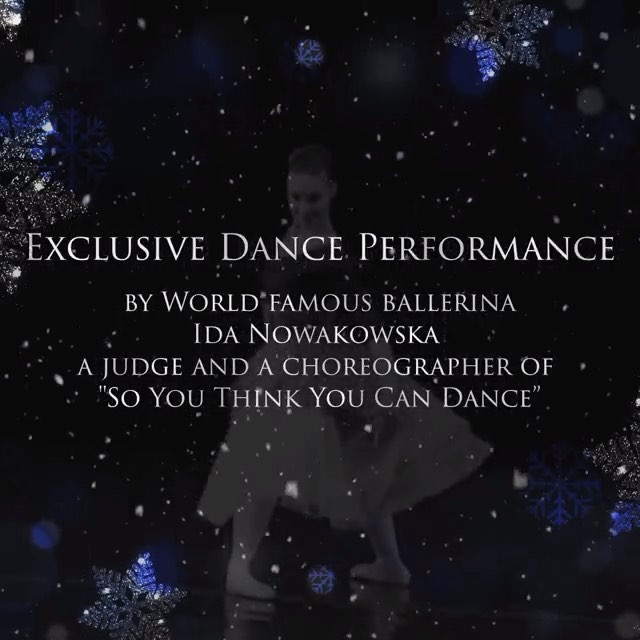 Exclusive Dance Performance
by World famous ballerina
Ida Nowakowska
a judge and a choreographer of
"So You Think You Can Dance”